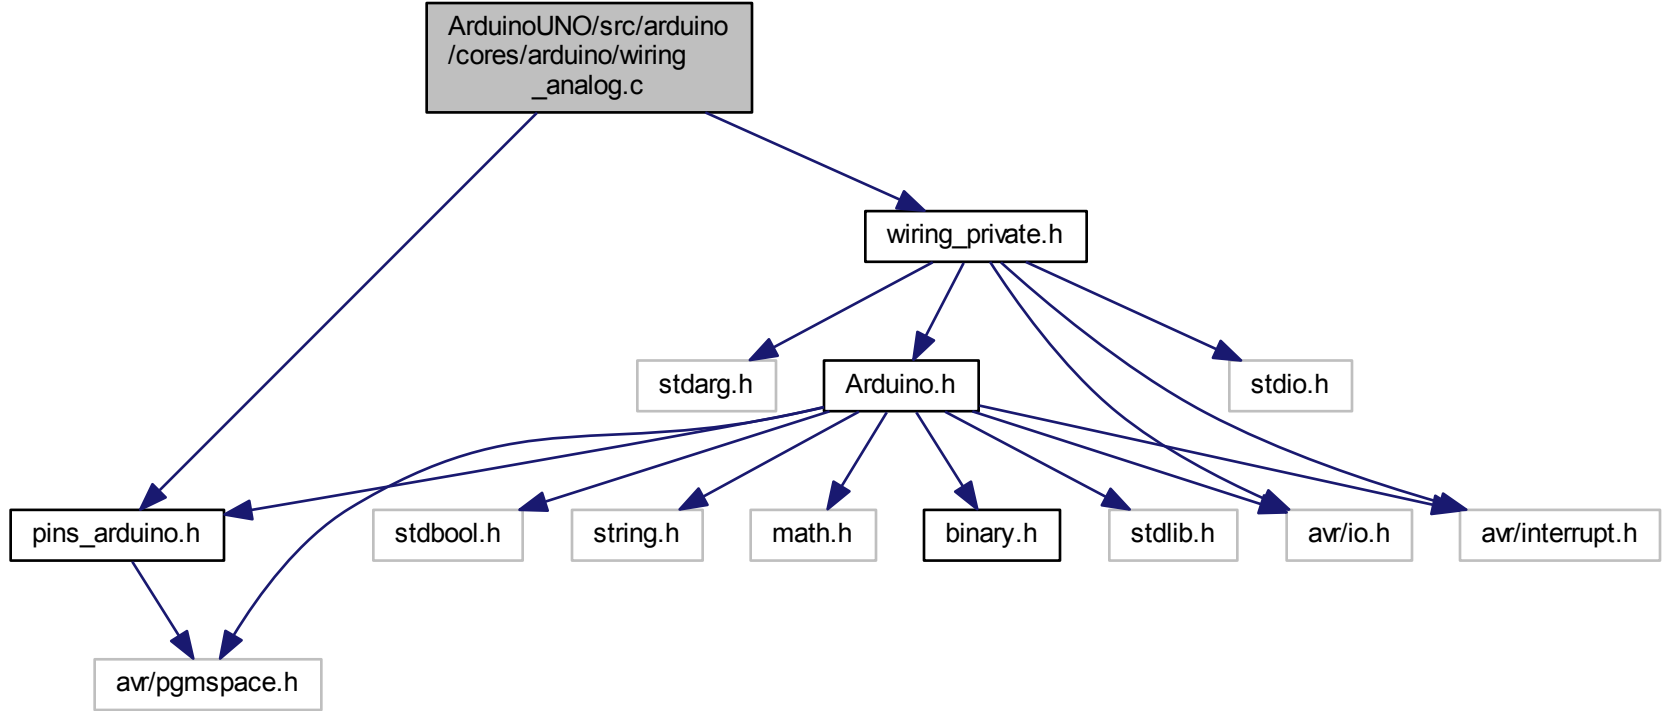 ArduinoUNO/src/arduino
/cores/arduino/wiring
_analog.c
wiring_private.h
stdarg.h
Arduino.h
stdio.h
pins_arduino.h
stdbool.h
string.h
math.h
binary.h
stdlib.h
avr/io.h
avr/interrupt.h
avr/pgmspace.h